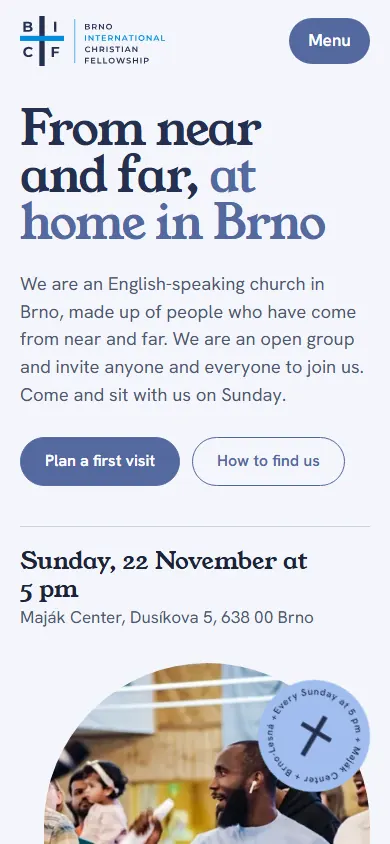 B I
C F
BRNO
INTERNATIONAL
CHRISTIAN
FELLOWSHIP
Menu
From near
and far, at
home in Brno
We are an English-speaking church in
Brno, made up of people who have come
from near and far. We are an open group
and invite anyone and everyone to join us.
Come and sit with us on Sunday.
Plan a first visit
How to find us
Sunday, 22 November at
5 pm
Maják Center, Dusíkova 5, 638 00 Brno
Every Sunday at 5 pm + Maják Center + Brno-Lesná +